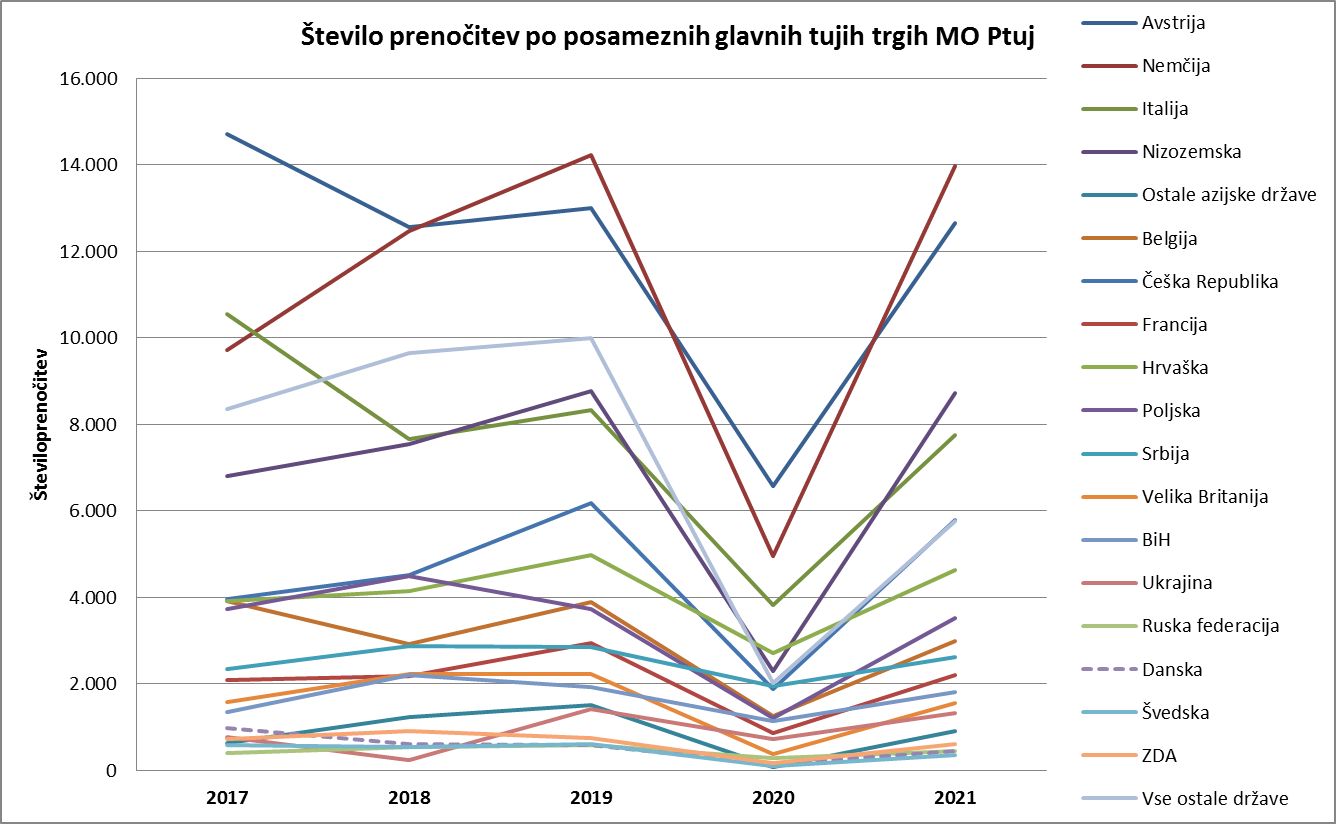 Število prenočitev po posameznih glavnih tujih trgih MO Ptuj
Številoprenočitev
16.000
14.000
12.000
10.000
8.000
6.000
4.000
2.000
0
2017 2018 2019 2020 2021
Avstrija
Nemčija
Italija
Nizozemska
Ostale azijske države
Belgija
Češka Republika
Francija
Hrvaška
Poljska
Srbija
Velika Britanija
BiH
Ukrajina
Ruska federacija
Danska
Švedska
ZDA
Vse ostale države